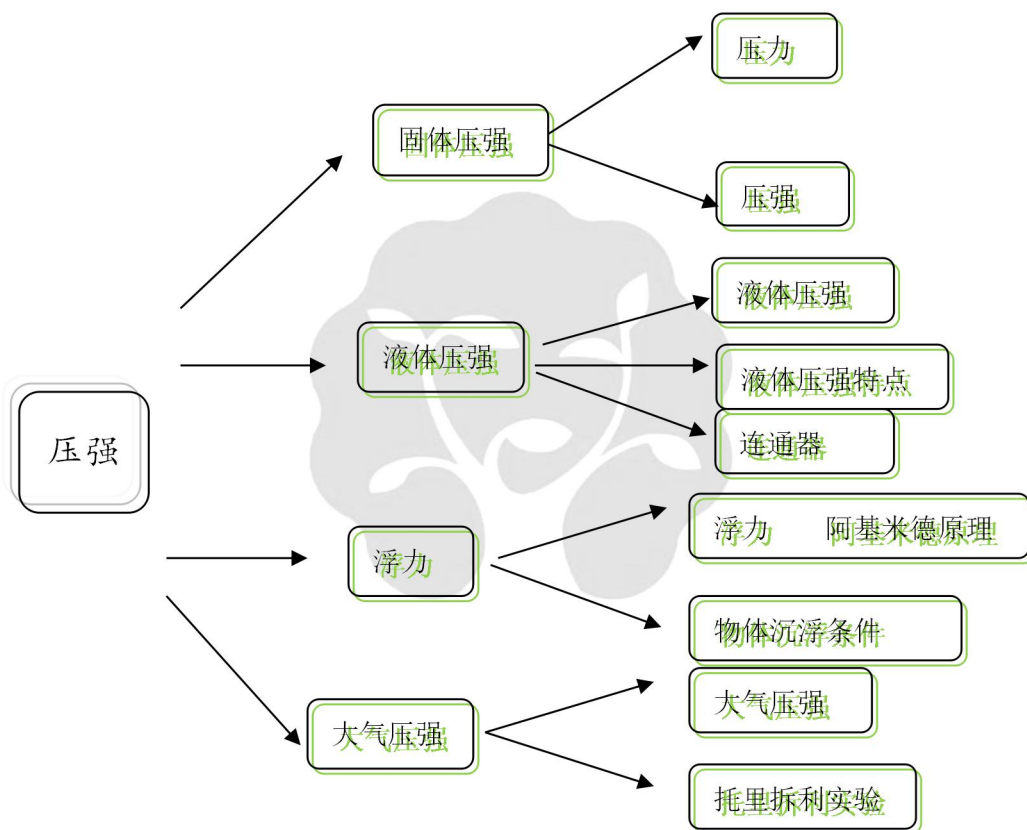 压强
固体压强
压力
压强
液体压强
液体压强
液体压强特点
连通器
浮力
浮力 阿基米德原理
物体沉浮条件
大气压强
大气压强
托里拆利实验